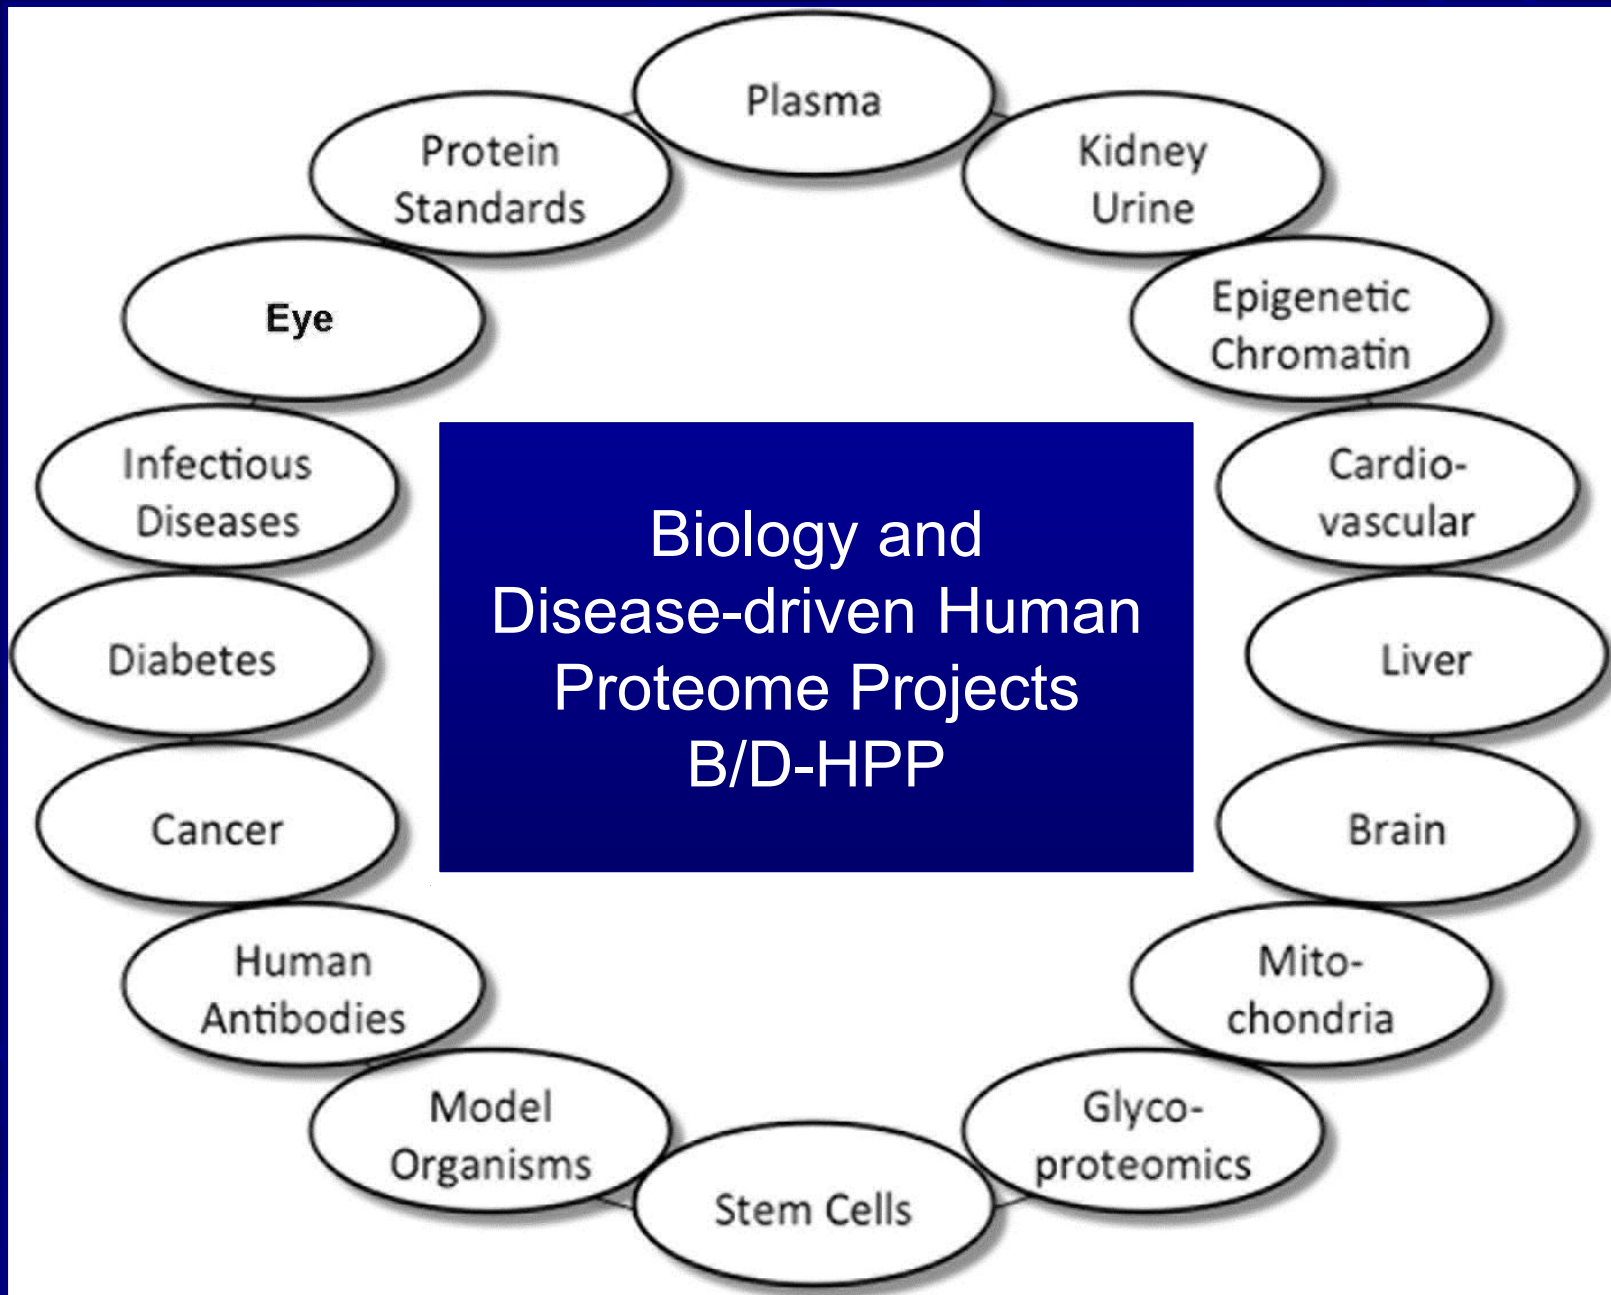 Plasma
Kidney
Urine
Epigenetic
Chromatin
Cardio-
vascular
Liver
Brain
Mito-
chondria
Glyco-
proteomics
Stem Cells
Model
Organisms
Human
Antibodies
Cancer
Diabetes
Infectious
Diseases
Eye
Protein
Standards
Biology and
Disease-driven Human
Proteome Projects
B/D-HPP